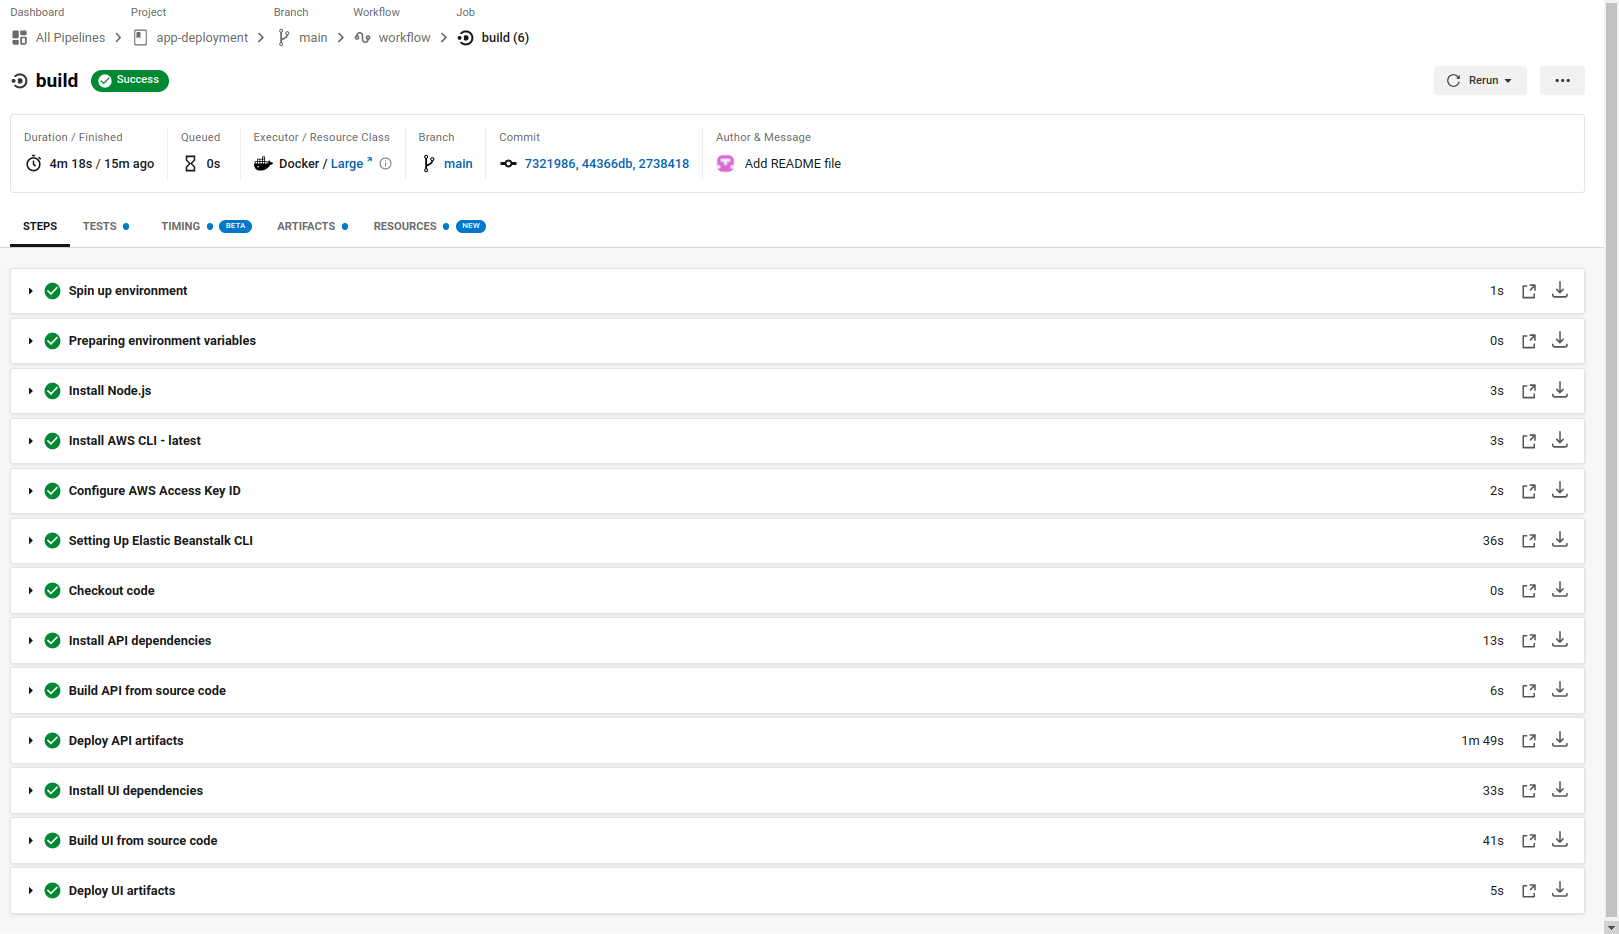 Dashboard Project Branch Workflow Job
All Pipelines app-deployment main workflow build (6)
build Success Rerun
Duration / Finished Queued Executor / Resource Class Branch Commit Author & Message
4m 18s / 15m ago 0s Docker / Large main 7321986, 44366db, 2738418 Add README file
STEPS TESTS TIMING BETA ARTIFACTS RESOURCES NEW
Spin up environment 1s
Preparing environment variables 0s
Install Node.js 3s
Install AWS CLI - latest 3s
Configure AWS Access Key ID 2s
Setting Up Elastic Beanstalk CLI 36s
Checkout code 0s
Install API dependencies 13s
Build API from source code 6s
Deploy API artifacts 1m 49s
Install UI dependencies 33s
Build UI from source code 41s
Deploy UI artifacts 5s